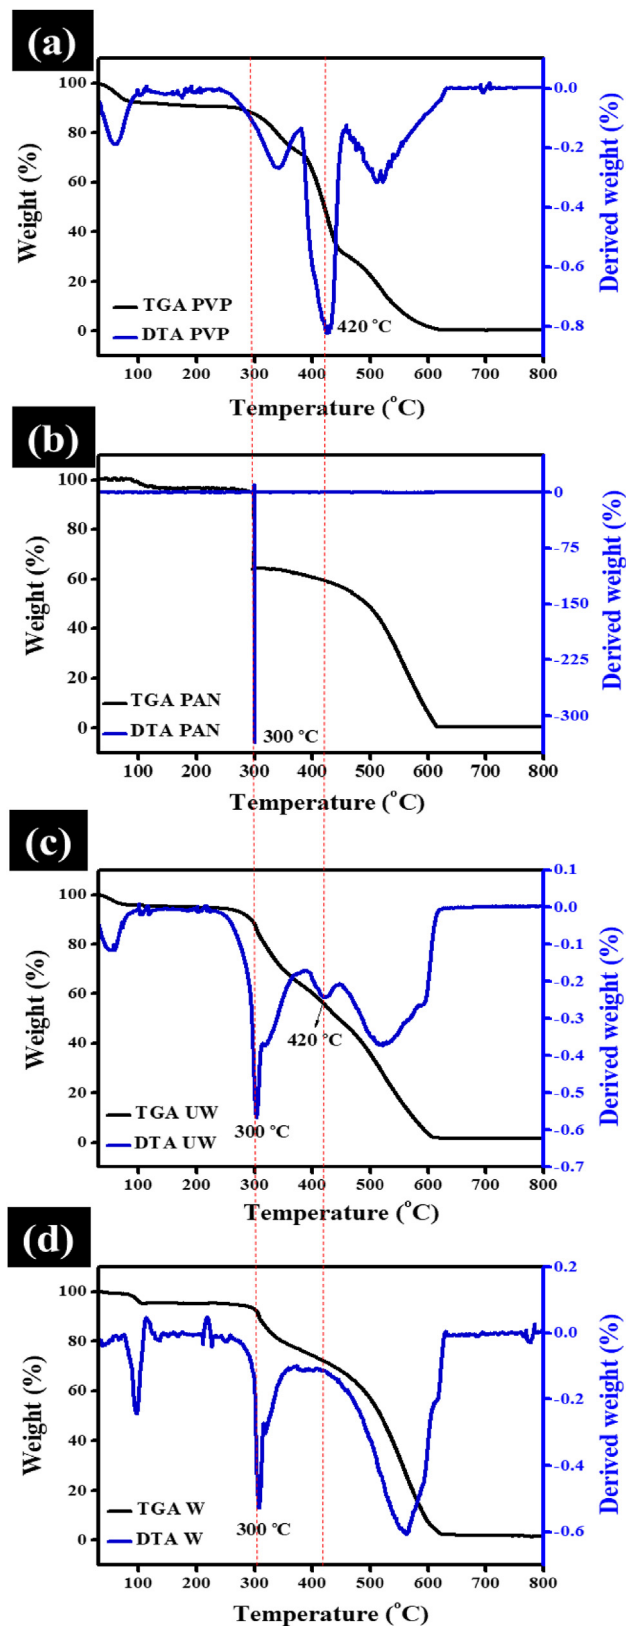 (a)
100
80
60
40
20
0
Weight (%)
0.0
-0.2
-0.4
-0.6
-0.8
Derived weight (%)
TGA PVP
DTA PVP
420 °C
100 200 300 400 500 600 700 800
Temperature (°C)
(b)
100
80
60
40
20
0
Weight (%)
0
-75
-150
-225
-300
Derived weight (%)
TGA PAN
DTA PAN
300 °C
100 200 300 400 500 600 700 800
Temperature (°C)
(c)
100
80
60
40
20
0
Weight (%)
0.1
0.0
-0.1
-0.2
-0.3
-0.4
-0.5
-0.6
-0.7
Derived weight (%)
420 °C
300 °C
TGA UW
DTA UW
100 200 300 400 500 600 700 800
Temperature (°C)
(d)
100
80
60
40
20
0
Weight (%)
0.2
0.0
-0.2
-0.4
-0.6
Derived weight (%)
TGA W
DTA W
300 °C
100 200 300 400 500 600 700 800
Temperature (°C)